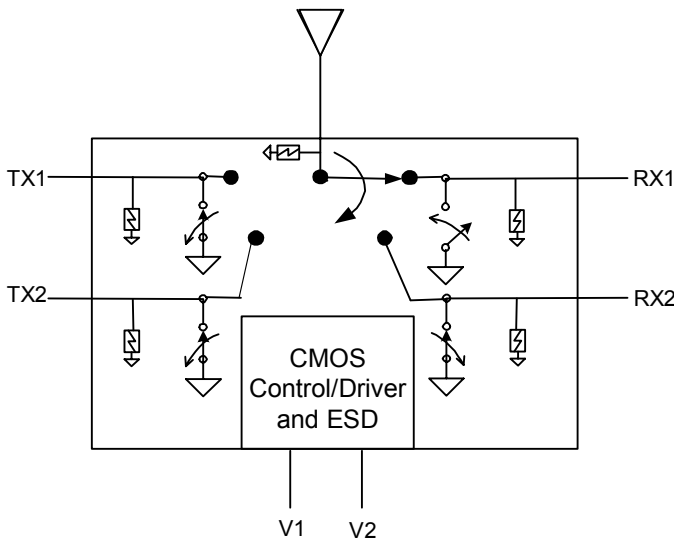 TX1
RX1
TX2
RX2
CMOS
Control/Driver
and ESD
V1
V2